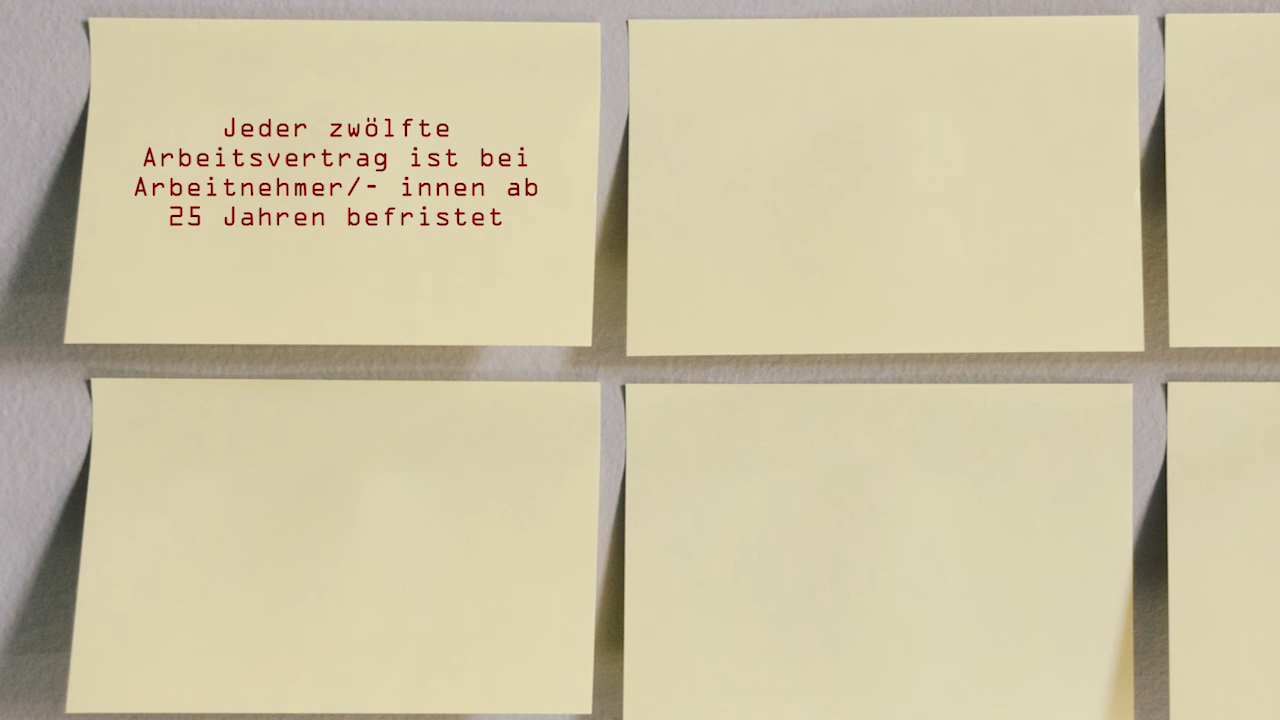 Jeder zwölfte
Arbeitsvertrag ist bei
Arbeitnehmer/- innen ab
25 Jahren befristet